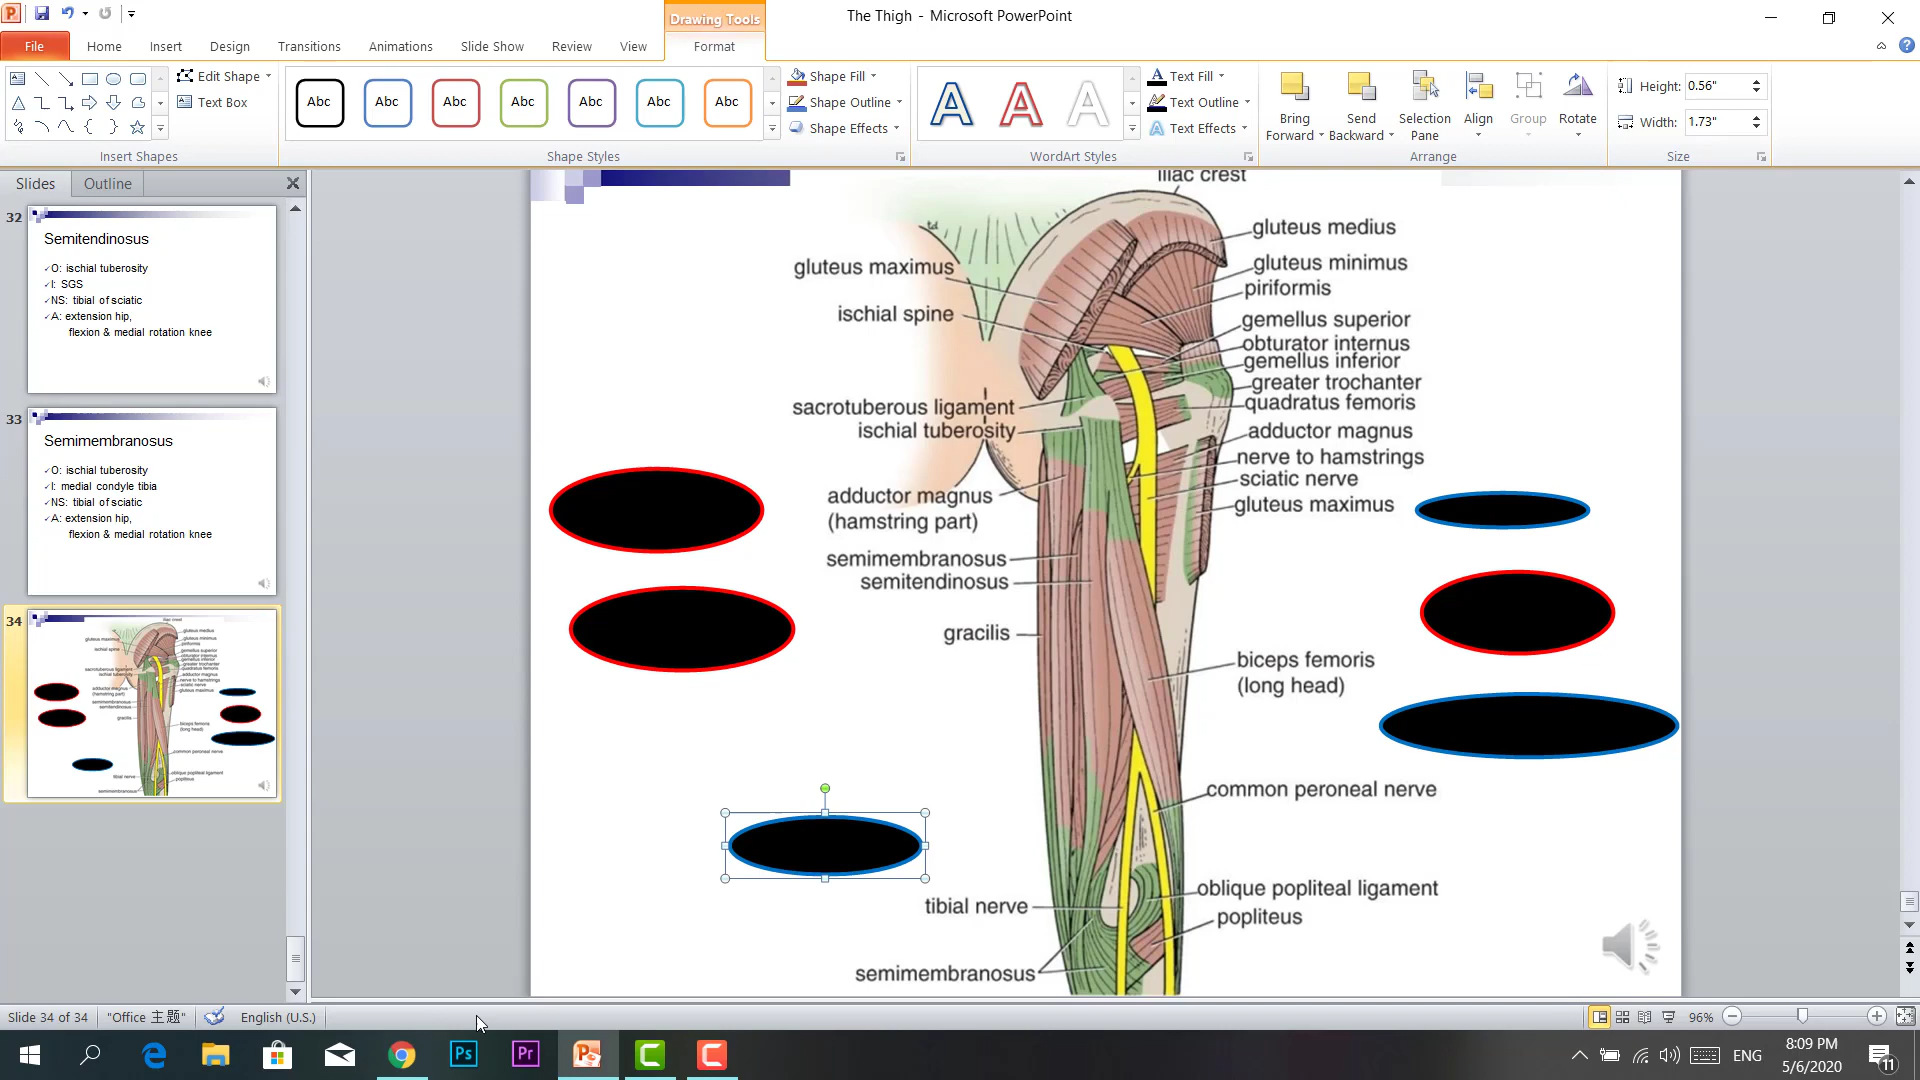 The Thigh - Microsoft PowerPoint
Drawing Tools
File
Home
Insert
Design
Transitions
Animations
Slide Show
Review
View
Format
Edit Shape
Text Box
Insert Shapes
Abc
Abc
Abc
Abc
Abc
Abc
Abc
Shape Fill
Shape Outline
Shape Effects
Shape Styles
A
A
A
Text Fill
Text Outline
Text Effects
WordArt Styles
Bring
Forward
Send
Backward
Selection
Pane
Align
Group
Rotate
Arrange
Height: 0.56"
Width: 1.73"
Size
Slides
Outline
32
Semitendinosus
✓O: ischial tuberosity
✓I: SGS
✓NS: tibial of sciatic
✓A: extension hip,
flexion & medial rotation knee
33
Semimembranosus
✓O: ischial tuberosity
✓I: medial condyle tibia
✓NS: tibial of sciatic
✓A: extension hip,
flexion & medial rotation knee
34
iliac crest
td
gluteus maximus
ischial spine
sacrotuberous ligament
ischial tuberosity
adductor magnus
(hamstring part)
semimembranosus
semitendinosus
gracilis
tibial nerve
semimembranosus
gluteus medius
gluteus minimus
piriformis
gemellus superior
obturator internus
gemellus inferior
greater trochanter
quadratus femoris
adductor magnus
nerve to hamstrings
sciatic nerve
gluteus maximus
biceps femoris
(long head)
common peroneal nerve
oblique popliteal ligament
popliteus
Slide 34 of 34
"Office 主题"
English (U.S.)
96%
Ps
Pr
ENG
8:09 PM
5/6/2020
11